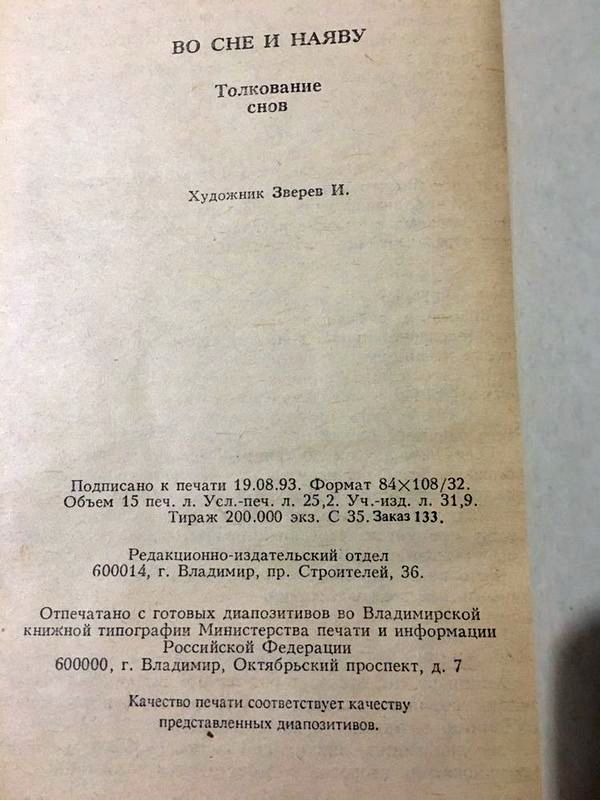 ВО СНЕ И НАЯВУ
Толкование
снов
Художник Зверев И.
Подписано к печати 19.08.93. Формат 84×108/32.
Объем 15 печ. л. Усл.-печ. л. 25,2. Уч.-изд. л. 31,9.
Тираж 200.000 экз. С 35. Заказ 133.
Редакционно-издательский отдел
600014, г. Владимир, пр. Строителей, 36.
Отпечатано с готовых диапозитивов во Владимирской
книжной типографии Министерства печати и информации
Российской Федерации
600000, г. Владимир, Октябрьский проспект, д. 7
Качество печати соответствует качеству
представленных диапозитивов.